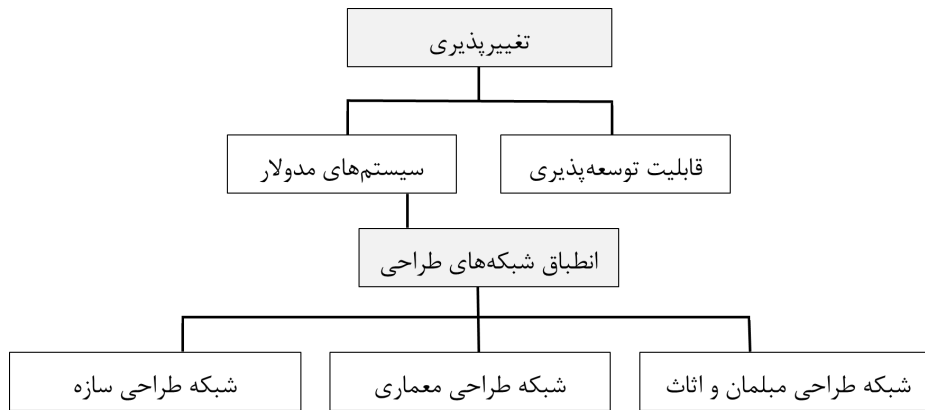 تغییرپذیری
قابلیت توسعه‌پذیری
سیستم‌های مدولار
انطباق شبکه‌های طراحی
شبکه طراحی مبلمان و اثاث
شبکه طراحی معماری
شبکه طراحی سازه